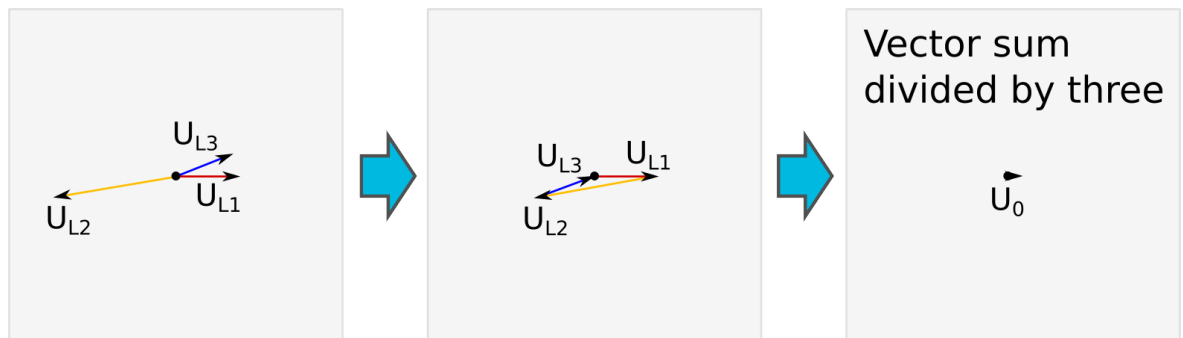 U_L3
U_L1
U_L2
U_L3
U_L1
U_L2
Vector sum
divided by three
U_0